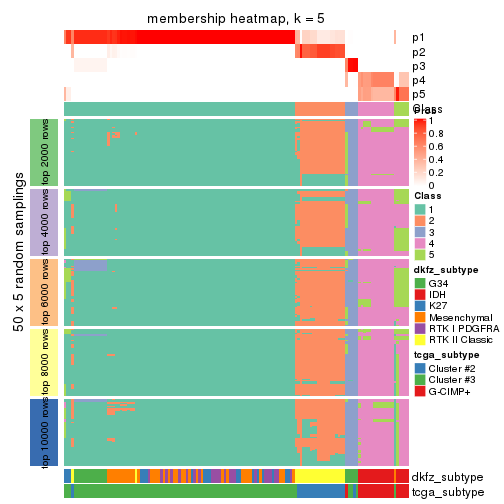 membership heatmap, k = 5
p1
p2
p3
p4
p5
Class
Prob
1
0.8
0.6
0.4
0.2
0
Class
1
2
3
4
5
dkfz_subtype
G34
IDH
K27
Mesenchymal
RTK I PDGFRA
RTK II Classic
tcga_subtype
Cluster #2
Cluster #3
G-CIMP+
50 x 5 random samplings
top 2000 rows
top 4000 rows
top 6000 rows
top 8000 rows
top 10000 rows
dkfz_subtype
tcga_subtype